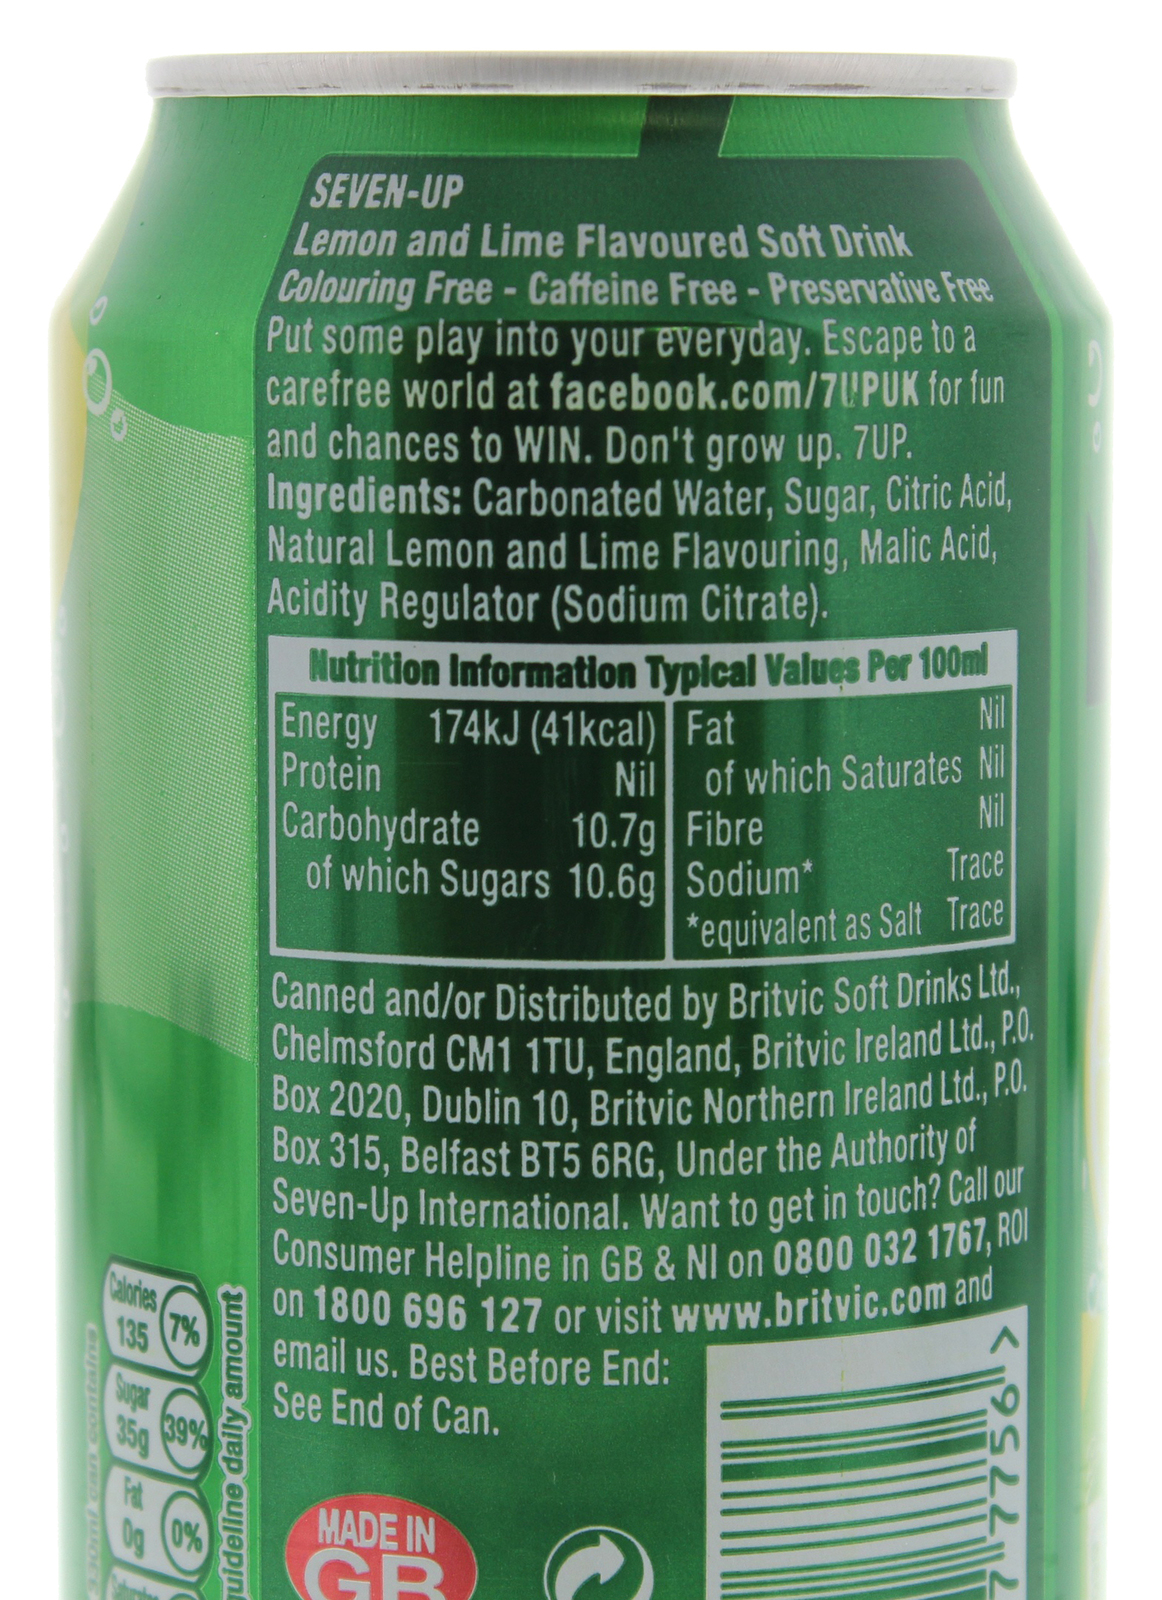 SEVEN-UP
Lemon and Lime Flavoured Soft Drink
Colouring Free - Caffeine Free - Preservative Free
Put some play into your everyday. Escape to a
carefree world at facebook.com/7UPUK for fun
and chances to WIN. Don't grow up. 7UP.
Ingredients: Carbonated Water, Sugar, Citric Acid,
Natural Lemon and Lime Flavouring, Malic Acid,
Acidity Regulator (Sodium Citrate).
Nutrition Information Typical Values Per 100ml
Energy 174kJ (41kcal)
Protein Nil
Carbohydrate 10.7g
of which Sugars 10.6g
Fat Nil
of which Saturates Nil
Fibre Nil
Sodium* Trace
*equivalent as Salt Trace
Canned and/or Distributed by Britvic Soft Drinks Ltd.,
Chelmsford CM1 1TU, England, Britvic Ireland Ltd., P.O.
Box 2020, Dublin 10, Britvic Northern Ireland Ltd., P.O.
Box 315, Belfast BT5 6RG, Under the Authority of
Seven-Up International. Want to get in touch? Call our
Consumer Helpline in GB & NI on 0800 032 1767, ROI
on 1800 696 127 or visit www.britvic.com and
email us. Best Before End:
See End of Can.
MADE IN
GB
Calories
135 7%
Sugar
35g 39%
Fat
0g 0%
330ml can contains
guideline daily amount
77756 >